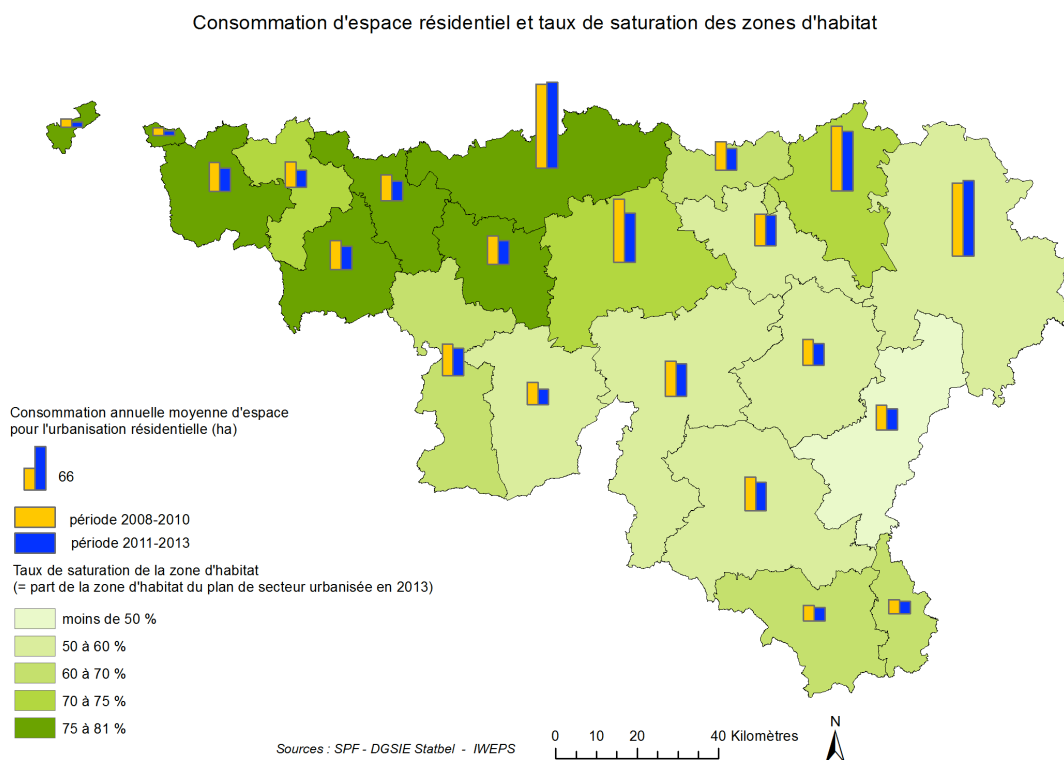 Consommation d'espace résidentiel et taux de saturation des zones d'habitat
Consommation annuelle moyenne d'espace
pour l'urbanisation résidentielle (ha)
66
période 2008-2010
période 2011-2013
Taux de saturation de la zone d'habitat
(= part de la zone d'habitat du plan de secteur urbanisée en 2013)
moins de 50 %
50 à 60 %
60 à 70 %
70 à 75 %
75 à 81 %
Sources : SPF - DGSIE Statbel - IWEPS
0 10 20 40 Kilomètres
N